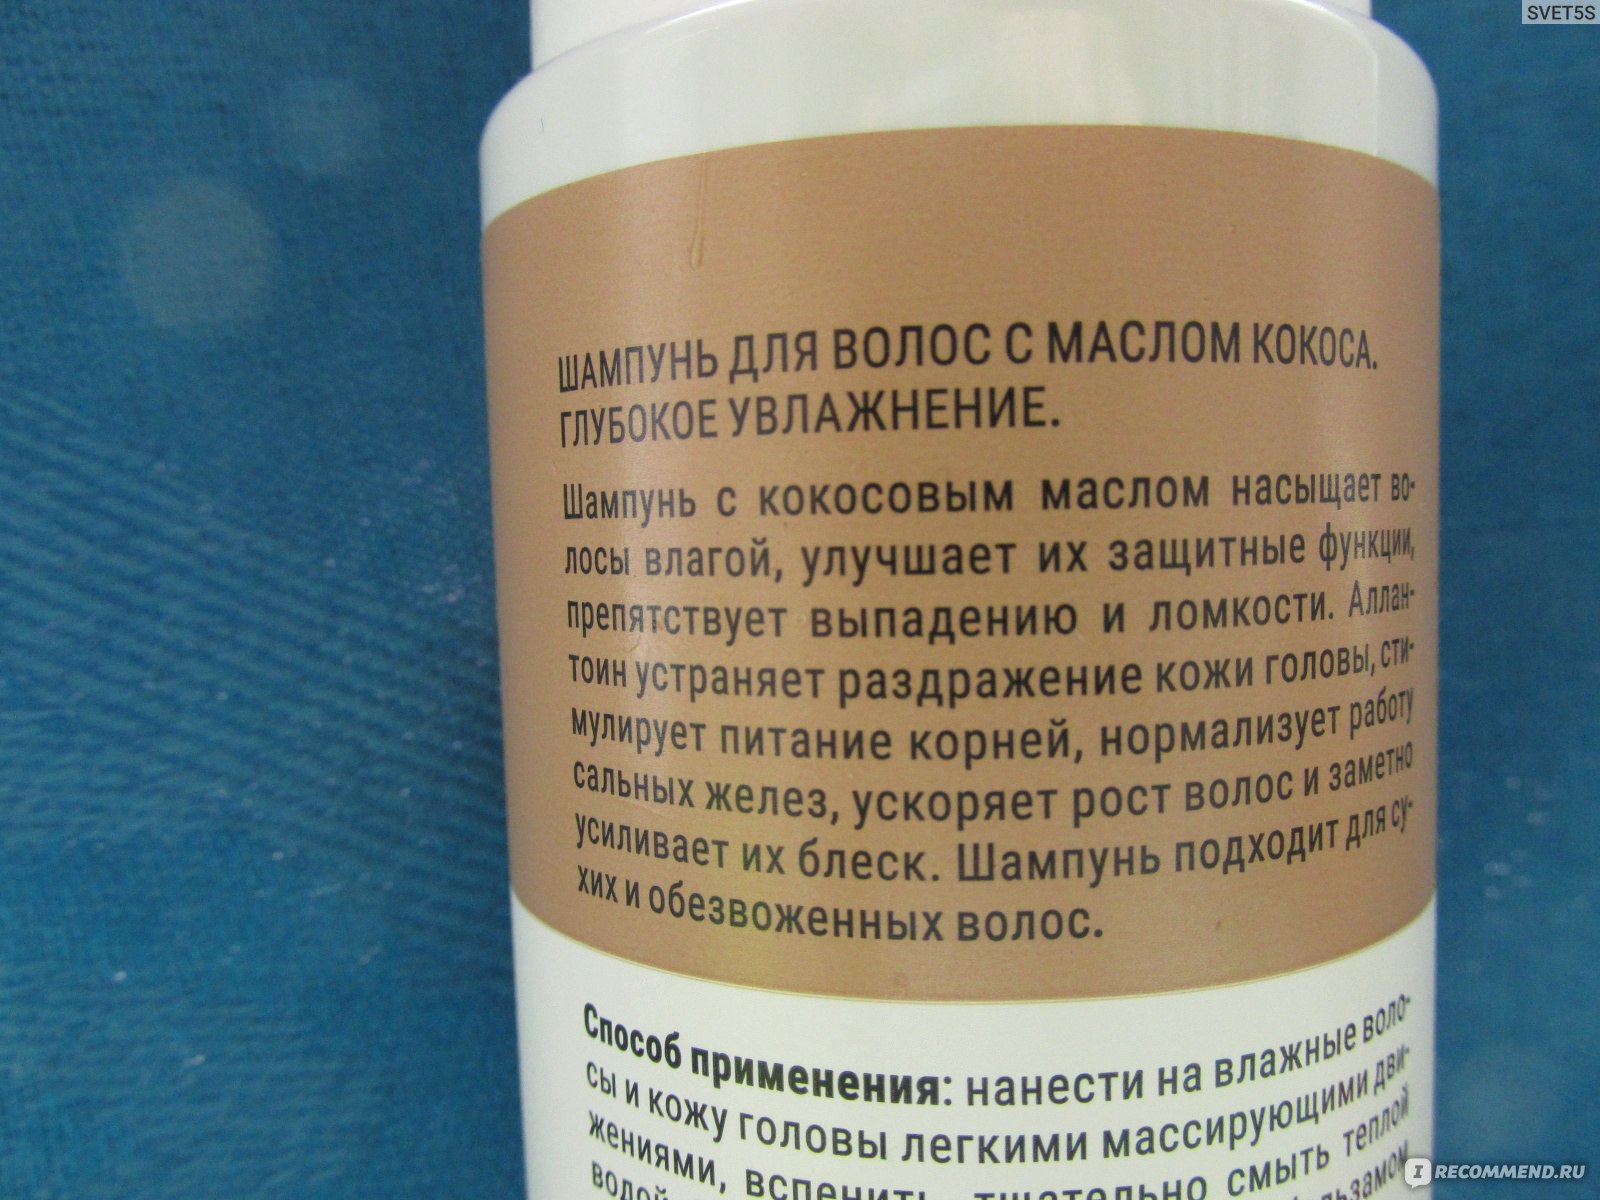 SVET5S
ШАМПУНЬ ДЛЯ ВОЛОС С МАСЛОМ КОКОСА.
ГЛУБОКОЕ УВЛАЖНЕНИЕ.
Шампунь с кокосовым маслом насыщает во-
лосы влагой, улучшает их защитные функции,
препятствует выпадению и ломкости. Аллан-
тоин устраняет раздражение кожи головы, сти-
мулирует питание корней, нормализует работу
сальных желез, ускоряет рост волос и заметно
усиливает их блеск. Шампунь подходит для су-
хих и обезвоженных волос.
Способ применения: нанести на влажные воло-
сы и кожу головы легкими массирующими дви-
жениями, вспенить, тщательно смыть теплой
водой
IRECOMMEND.RU